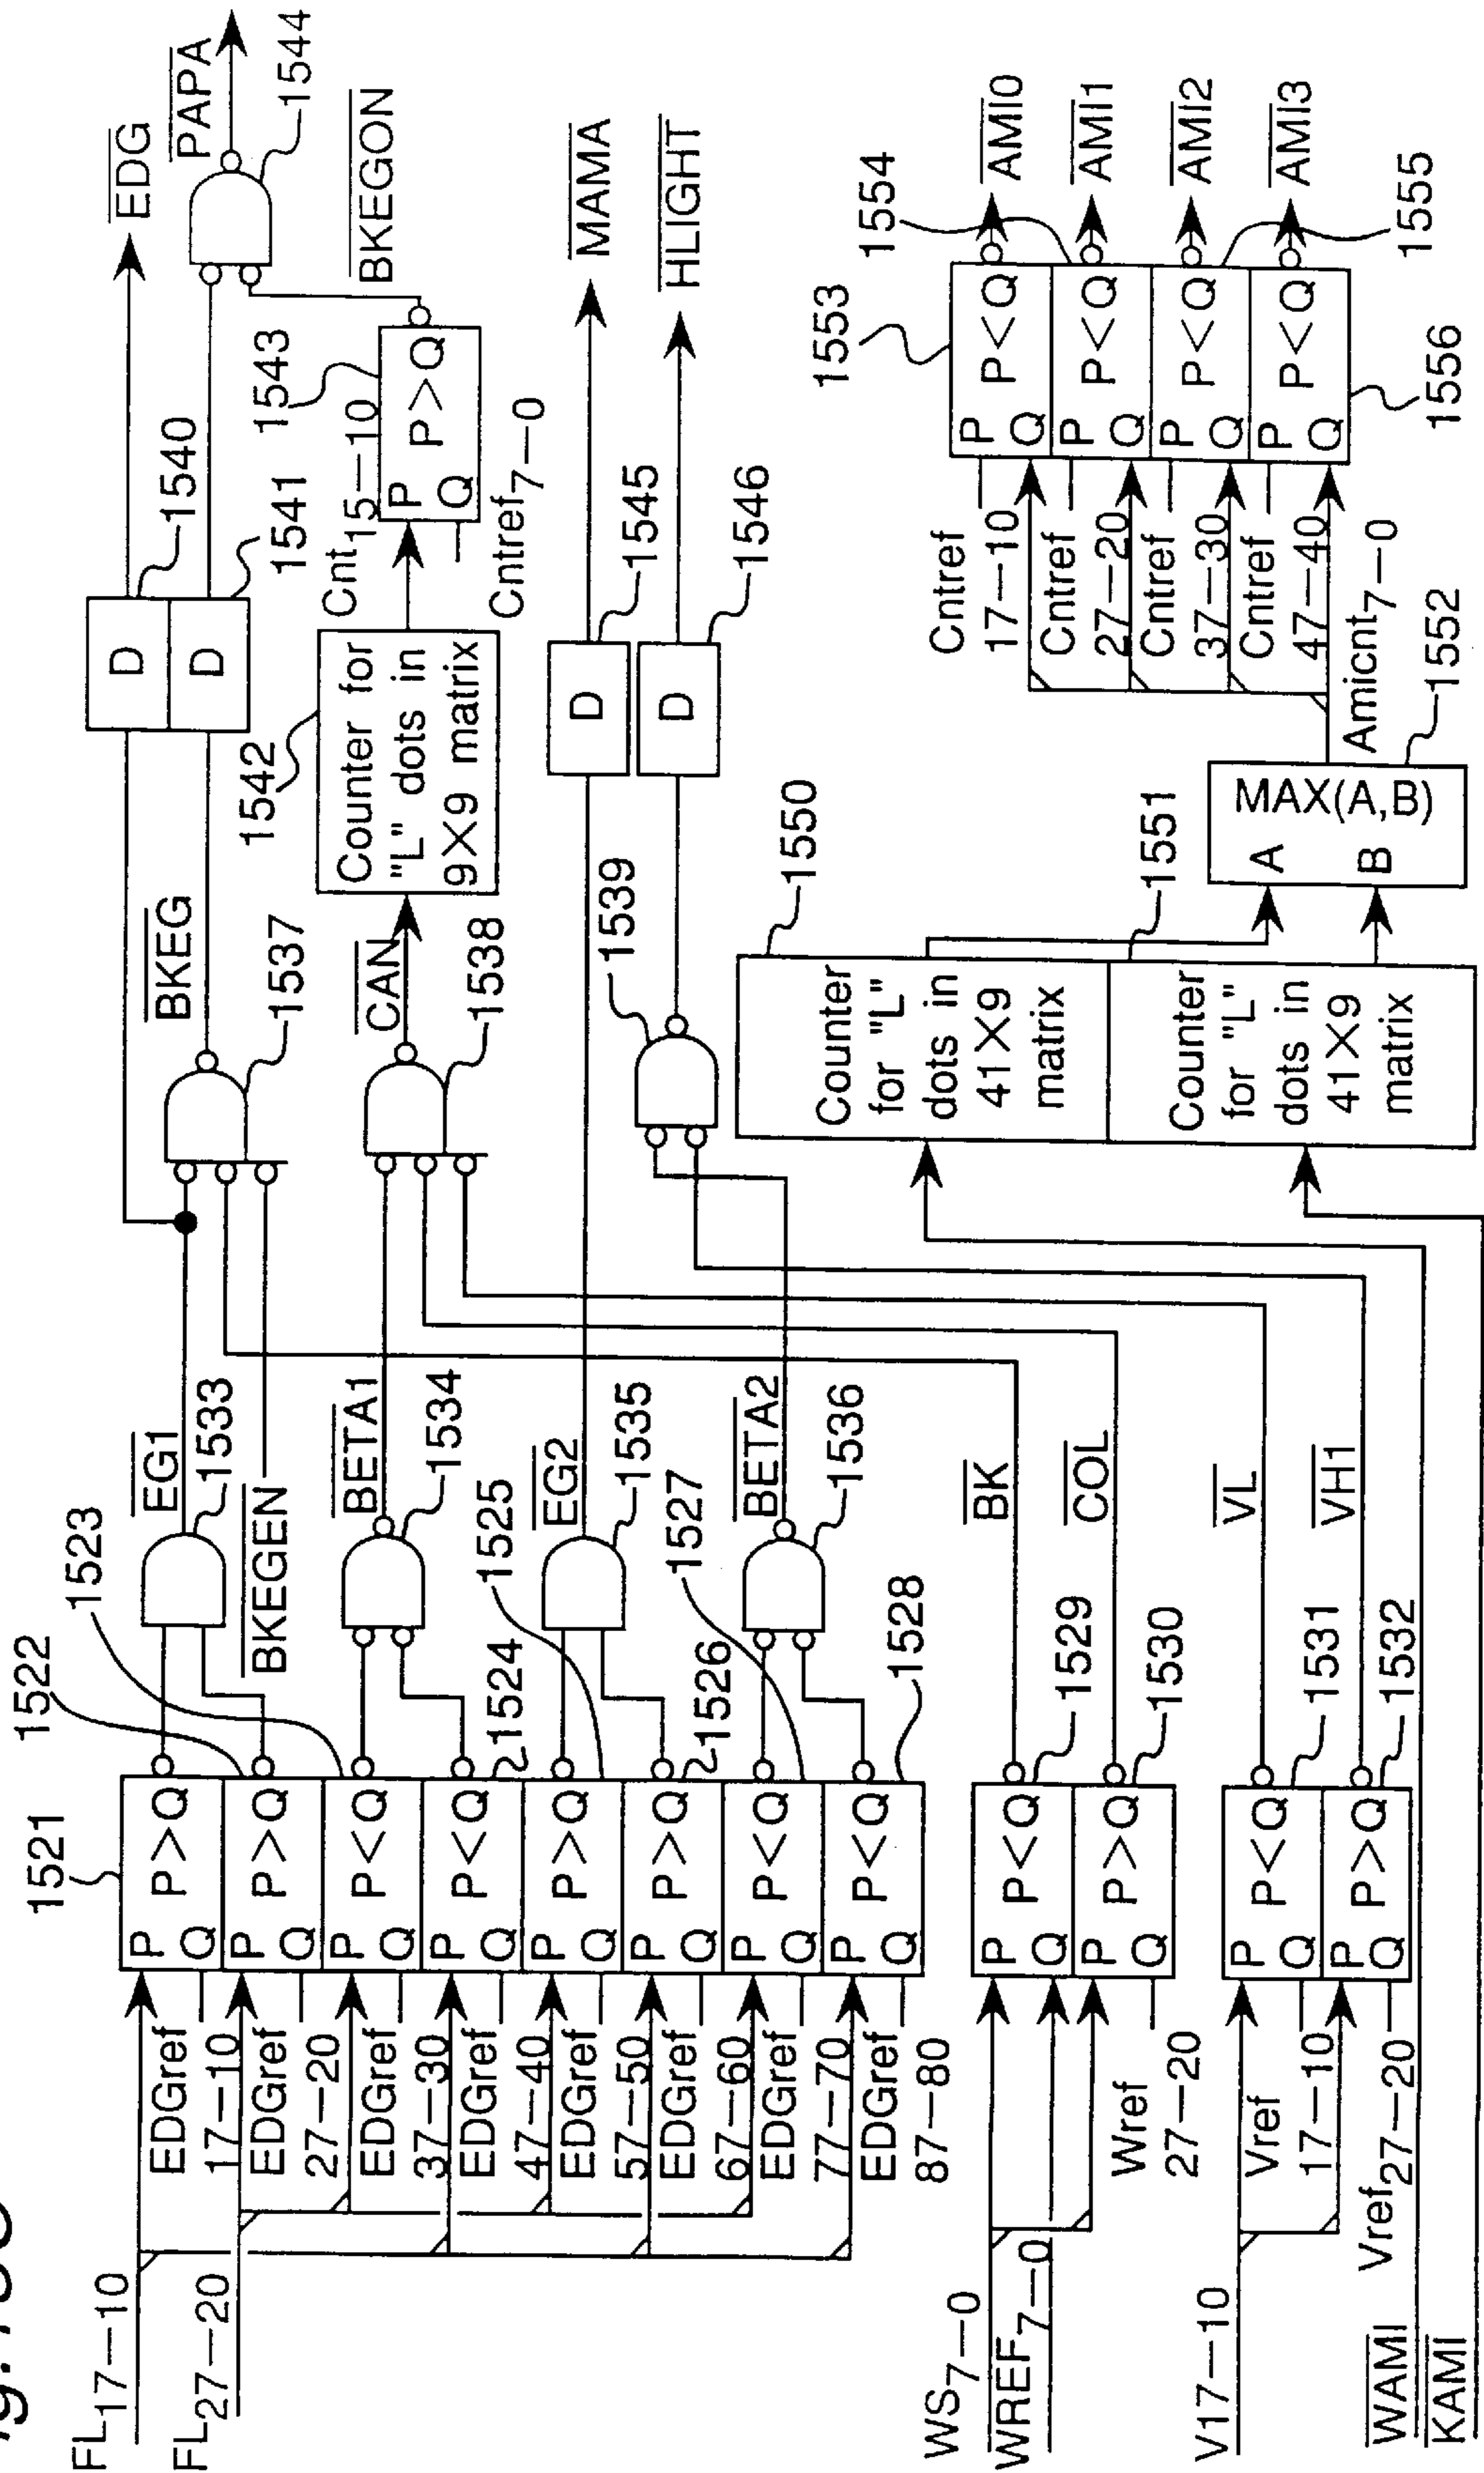 FL17—10
FL27—20
EDGref
17—10
EDGref
27—20
EDGref
37—30
EDGref
47—40
EDGref
57—50
EDGref
67—60
EDGref
77—70
EDGref
87—80
WS7—0
WREF7—0
Wref
27—20
V17—10
Vref
17—10
Vref27—20
WAMI
KAMI
1521
1522
1523
P
Q
P>Q
P
Q
P>Q
P
Q
P<Q
P
Q
P<Q
1524
P
Q
P>Q
1525
P
Q
P>Q
1526
P
Q
P<Q
1527
P
Q
P<Q
1528
P
Q
P<Q
1529
P
Q
P>Q
1530
P
Q
P<Q
1531
P
Q
P>Q
1532
EG1
1533
BKEGEN
BETA1
1534
EG2
1535
BETA2
1536
BK
COL
VL
VH1
BKEG
1537
CAN
1538
1539
D
D
1540
1541
1542
Counter for
"L" dots in
9×9 matrix
Cnt15—10
P
Q
P>Q
1543
Cntref7—0
D
1545
D
1546
EDG
PAPA
1544
BKEGON
MAMA
HLIGHT
Counter
for "L"
dots in
41×9
matrix
1550
Counter
for "L"
dots in
41×9
matrix
1551
MAX(A,B)
A
B
1552
Amicnt7—0
Cntref
17—10
Cntref
27—20
Cntref
37—30
Cntref
47—40
P
Q
P<Q
1553
P
Q
P<Q
1554
P
Q
P<Q
1555
P
Q
P<Q
1556
AMI0
AMI1
AMI2
AMI3